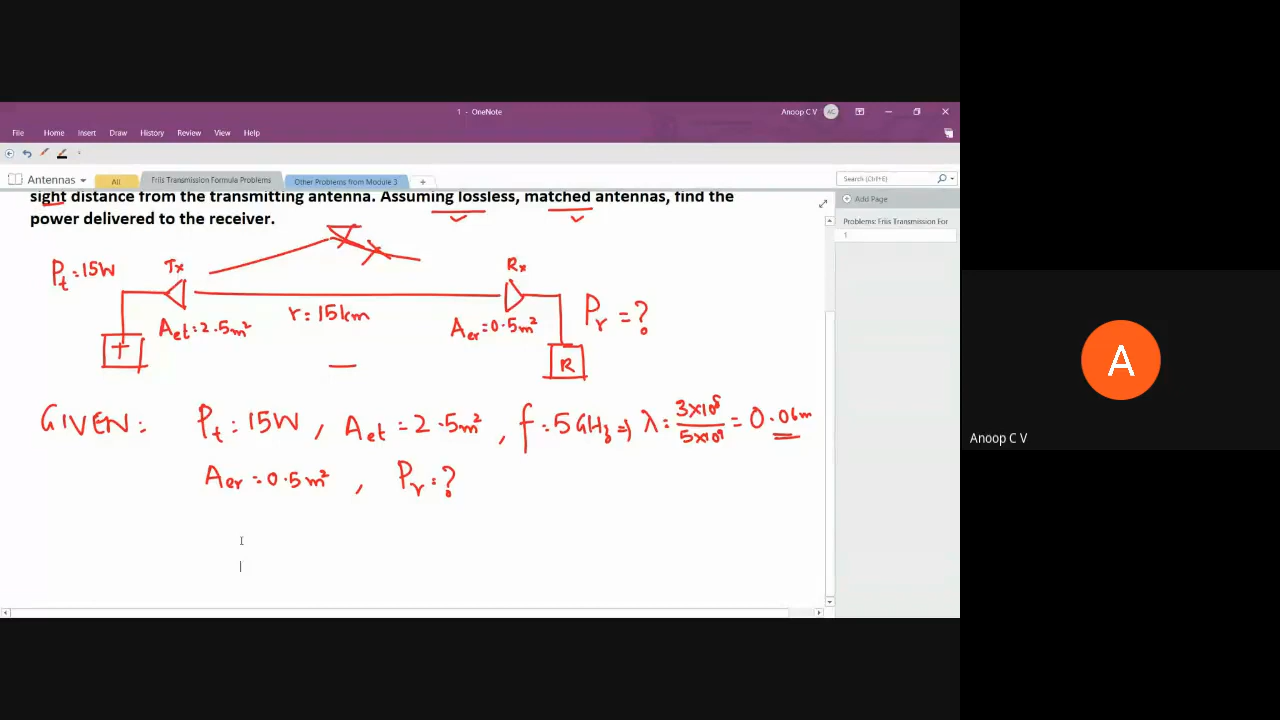 1 - OneNote
Anoop C V
AC
File Home Insert Draw History Review View Help
Antennas All Friis Transmission Formula Problems Other Problems from Module 3 + Search (Ctrl+E)
sight distance from the transmitting antenna. Assuming lossless, matched antennas, find the
power delivered to the receiver.
Add Page
Problems: Friis Transmission For
1
Pt = 15W Tx Rx
r = 15km Pr = ?
Aet = 2.5m² Aer = 0.5m²
T R
GIVEN: Pt = 15W, Aet = 2.5m², f = 5GHz ⇒ λ = 3×10⁸/5×10⁹ = 0.06m
Aer = 0.5m², Pr = ?
A
Anoop C V